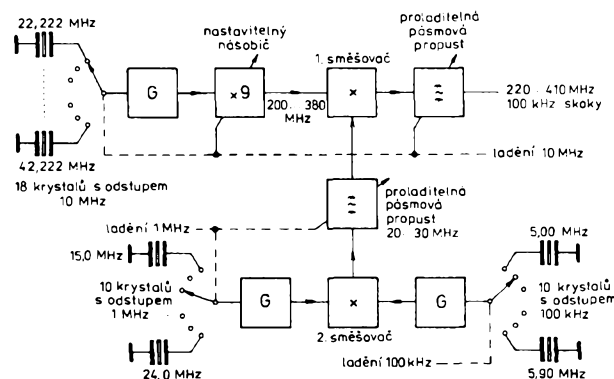 22,222 MHz
42,222 MHz
18 krystalů s odstupem
10 MHz
G
nastavitelný
násobič
×9
200 . 380
MHz
1. směšovač
×
proladitelná
pásmová
propust
220 . 410 MHz
100 kHz skoky
ladění 10 MHz
proladitelná
pásmová
propust
20 . 30 MHz
ladění 1 MHz
15,0 MHz
10 krystalů
s odstupem
1 MHz
24,0 MHz
G
×
2. směšovač
G
ladění 100 kHz
5,00 MHz
10 krystalů
s odstupem
100 kHz
5,90 MHz